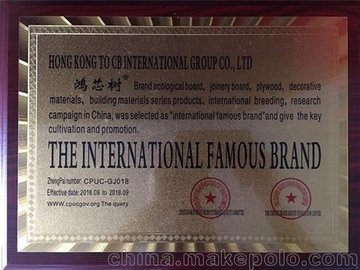 HONG KONG TO CB INTERNATIONAL GROUP CO., LTD
鸿芯树® Brand ecological board, joinery board, plywood, decorative
materials, building materials series products, international breeding, research
campaign in China, was selected as "international famous brand" and give the key
cultivation and promotion.
THE INTERNATIONAL FAMOUS BRAND
ZhengPai number: CPUC-GJ018
Effective date: 2016.09 to 2018.09
www.cpucgov.org The query
china.makepolo.com